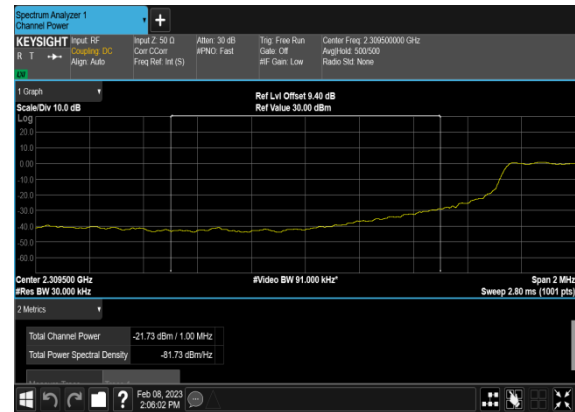 Spectrum Analyzer 1
Channel Power
+
KEYSIGHT Input: RF Input Z: 50 Ω Atten: 30 dB Trig: Free Run Center Freq: 2.309500000 GHz
R T Coupling: DC Corr CCorr #PNO: Fast Gate: Off Avg|Hold: 500/500
Align: Auto Freq Ref: Int (S) #IF Gain: Low Radio Std: None
1 Graph Ref Lvl Offset 9.40 dB
Scale/Div 10.0 dB Ref Value 30.00 dBm
Log
20.0
10.0
0.00
-10.0
-20.0
-30.0
-40.0
-50.0
-60.0
Center 2.309500 GHz #Video BW 91.000 kHz* Span 2 MHz
#Res BW 30.000 kHz Sweep 2.80 ms (1001 pts)
2 Metrics
Total Channel Power -21.73 dBm / 1.00 MHz
Total Power Spectral Density -81.73 dBm/Hz
? Feb 08, 2023
2:06:02 PM